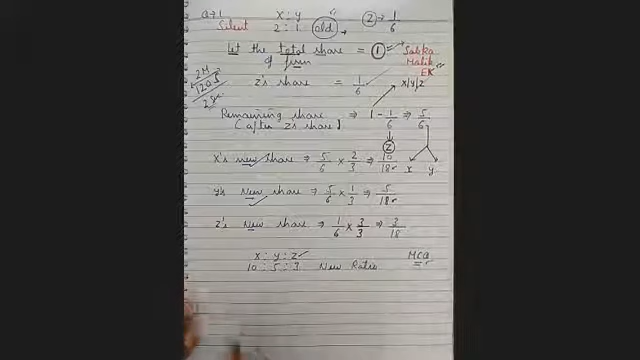 Q → 1 X : Y Z → 1/6
Silent 2 : 1 old →
Let the total share = 1 → Sabka
of firm Malik
EK
Z's share = 1/6 X/Y/Z
Remaining share ⇒ 1 - 1/6 ⇒ 5/6
(after Z's share)
Z
X's new share ⇒ 5/6 × 2/3 ⇒ 10/18 X Y
Y's New share ⇒ 5/6 × 1/3 ⇒ 5/18
Z's New share ⇒ 1/6 × 3/3 ⇒ 3/18
X : Y : Z MCQ
10 : 5 : 3 New Ratio